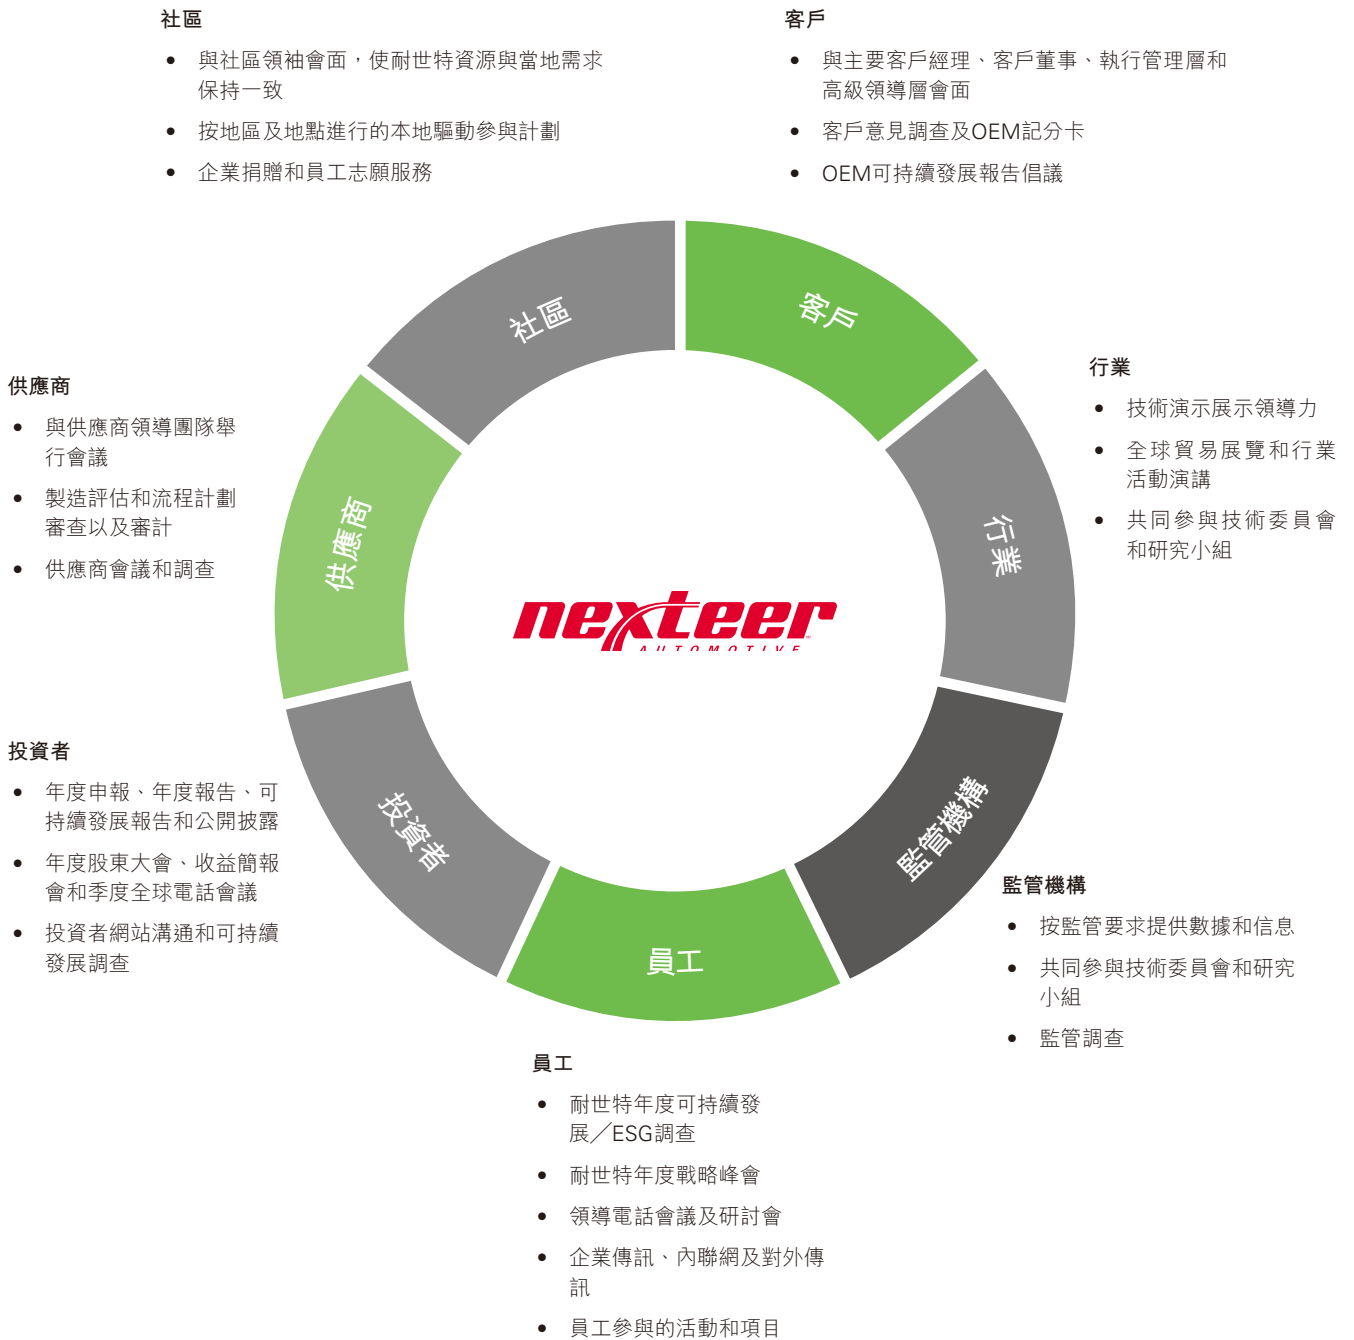 社區
• 與社區領袖會面，使耐世特資源與當地需求
保持一致
• 按地區及地點進行的本地驅動參與計劃
• 企業捐贈和員工志願服務
客戶
• 與主要客戶經理、客戶董事、執行管理層和
高級領導層會面
• 客戶意見調查及OEM記分卡
• OEM可持續發展報告倡議
社區
客戶
供應商
• 與供應商領導團隊舉
行會議
• 製造評估和流程計劃
審查以及審計
• 供應商會議和調查
供應商
行業
行業
• 技術演示展示領導力
• 全球貿易展覽和行業
活動演講
• 共同參與技術委員會
和研究小組
nexteer
AUTOMOTIVE
投資者
• 年度申報、年度報告、可
持續發展報告和公開披露
• 年度股東大會、收益簡報
會和季度全球電話會議
• 投資者網站溝通和可持續
發展調查
投資者
員工
監管機構
監管機構
• 按監管要求提供數據和信息
• 共同參與技術委員會和研究
小組
• 監管調查
員工
• 耐世特年度可持續發
展／ESG調查
• 耐世特年度戰略峰會
• 領導電話會議及研討會
• 企業傳訊、內聯網及對外傳
訊
• 員工參與的活動和項目